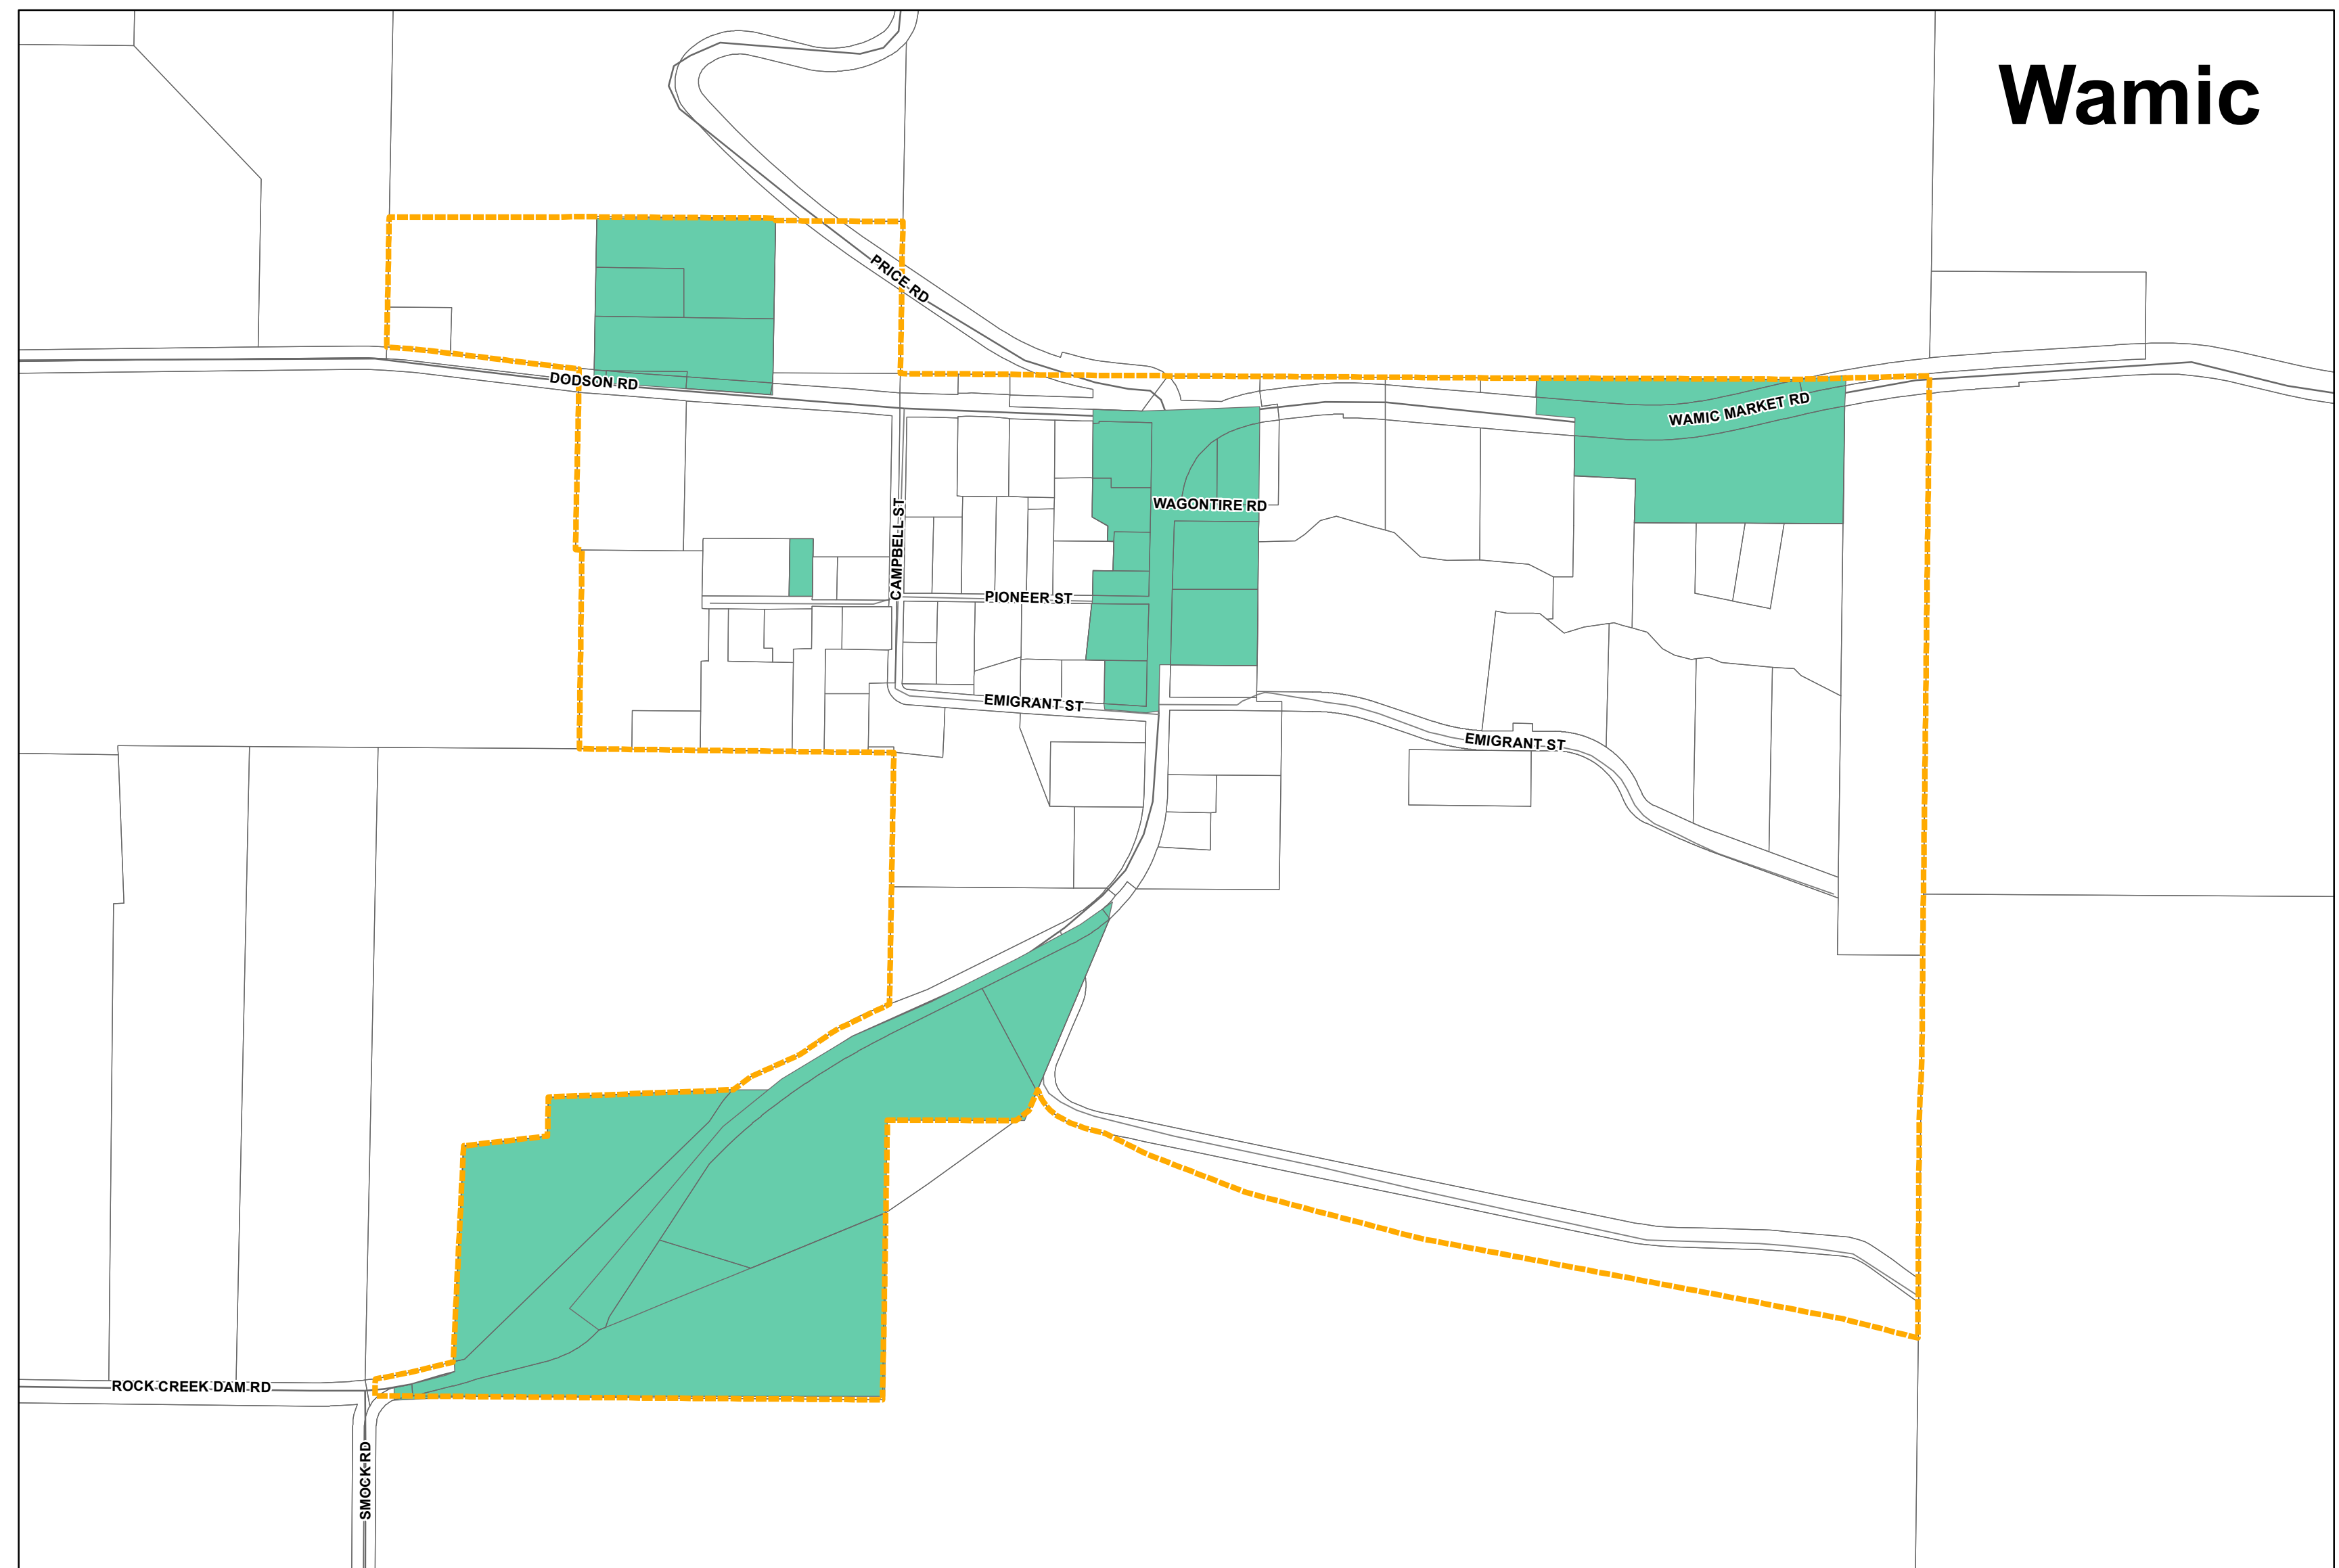 Wamic
PRICE RD
DODSON RD
WAMIC MARKET RD
WAGONTIRE RD
CAMPBELL ST
PIONEER ST
EMIGRANT ST
EMIGRANT ST
ROCK CREEK DAM RD
SMOCK RD